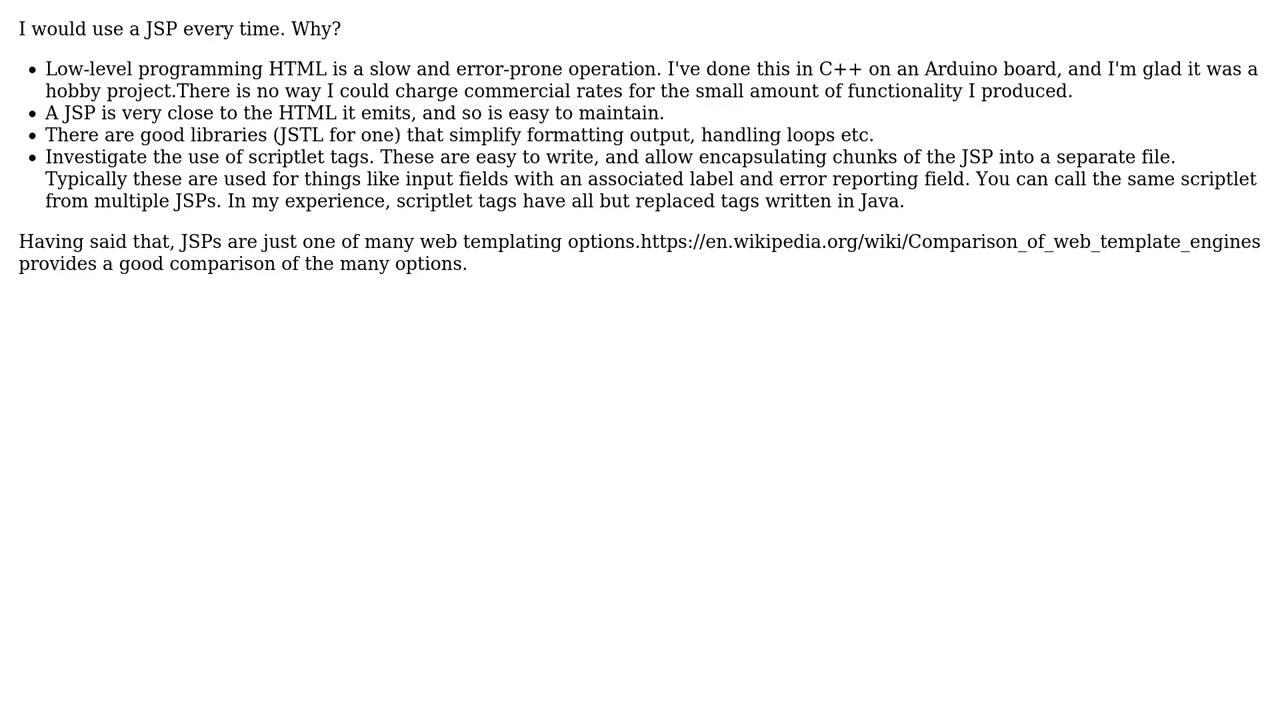 I would use a JSP every time. Why?
• Low-level programming HTML is a slow and error-prone operation. I've done this in C++ on an Arduino board, and I'm glad it was a
hobby project.There is no way I could charge commercial rates for the small amount of functionality I produced.
• A JSP is very close to the HTML it emits, and so is easy to maintain.
• There are good libraries (JSTL for one) that simplify formatting output, handling loops etc.
• Investigate the use of scriptlet tags. These are easy to write, and allow encapsulating chunks of the JSP into a separate file.
Typically these are used for things like input fields with an associated label and error reporting field. You can call the same scriptlet
from multiple JSPs. In my experience, scriptlet tags have all but replaced tags written in Java.
Having said that, JSPs are just one of many web templating options.https://en.wikipedia.org/wiki/Comparison_of_web_template_engines
provides a good comparison of the many options.